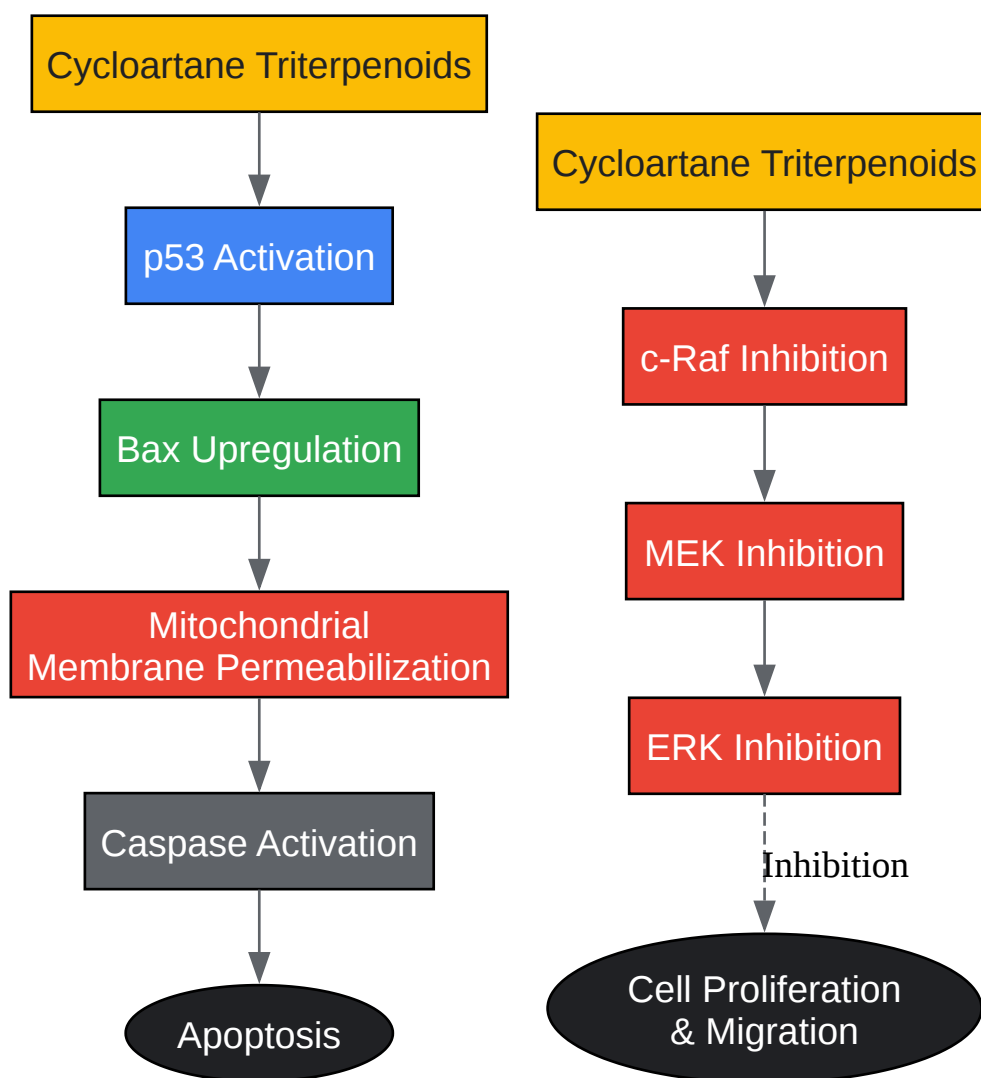 Cycloartane Triterpenoids
p53 Activation
Bax Upregulation
Mitochondrial
Membrane Permeabilization
Caspase Activation
Apoptosis
Cycloartane Triterpenoids
c-Raf Inhibition
MEK Inhibition
ERK Inhibition
Inhibition
Cell Proliferation
& Migration